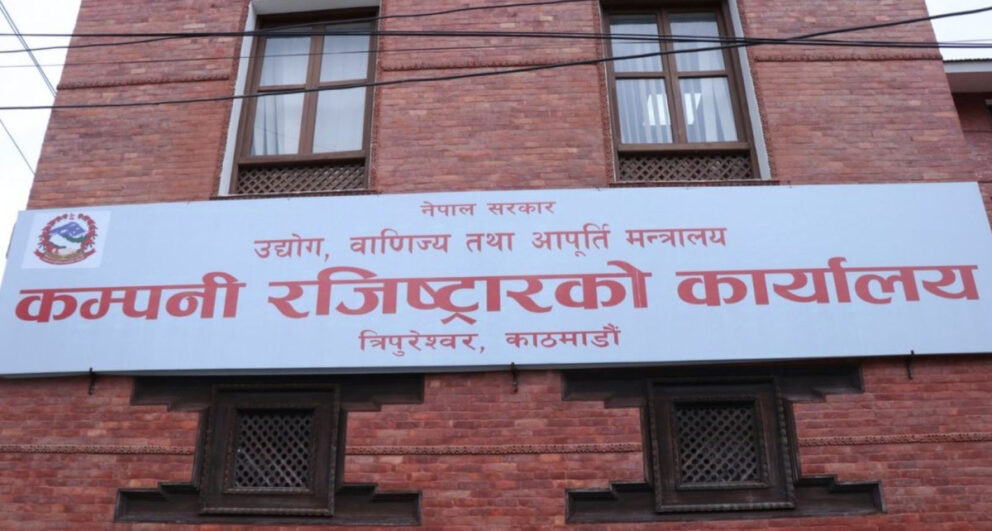 नेपाल सरकार
उद्योग, वाणिज्य तथा आपूर्ति मन्त्रालय
कम्पनी रजिष्ट्रारको कार्यालय
त्रिपुरेश्वर, काठमाडौं